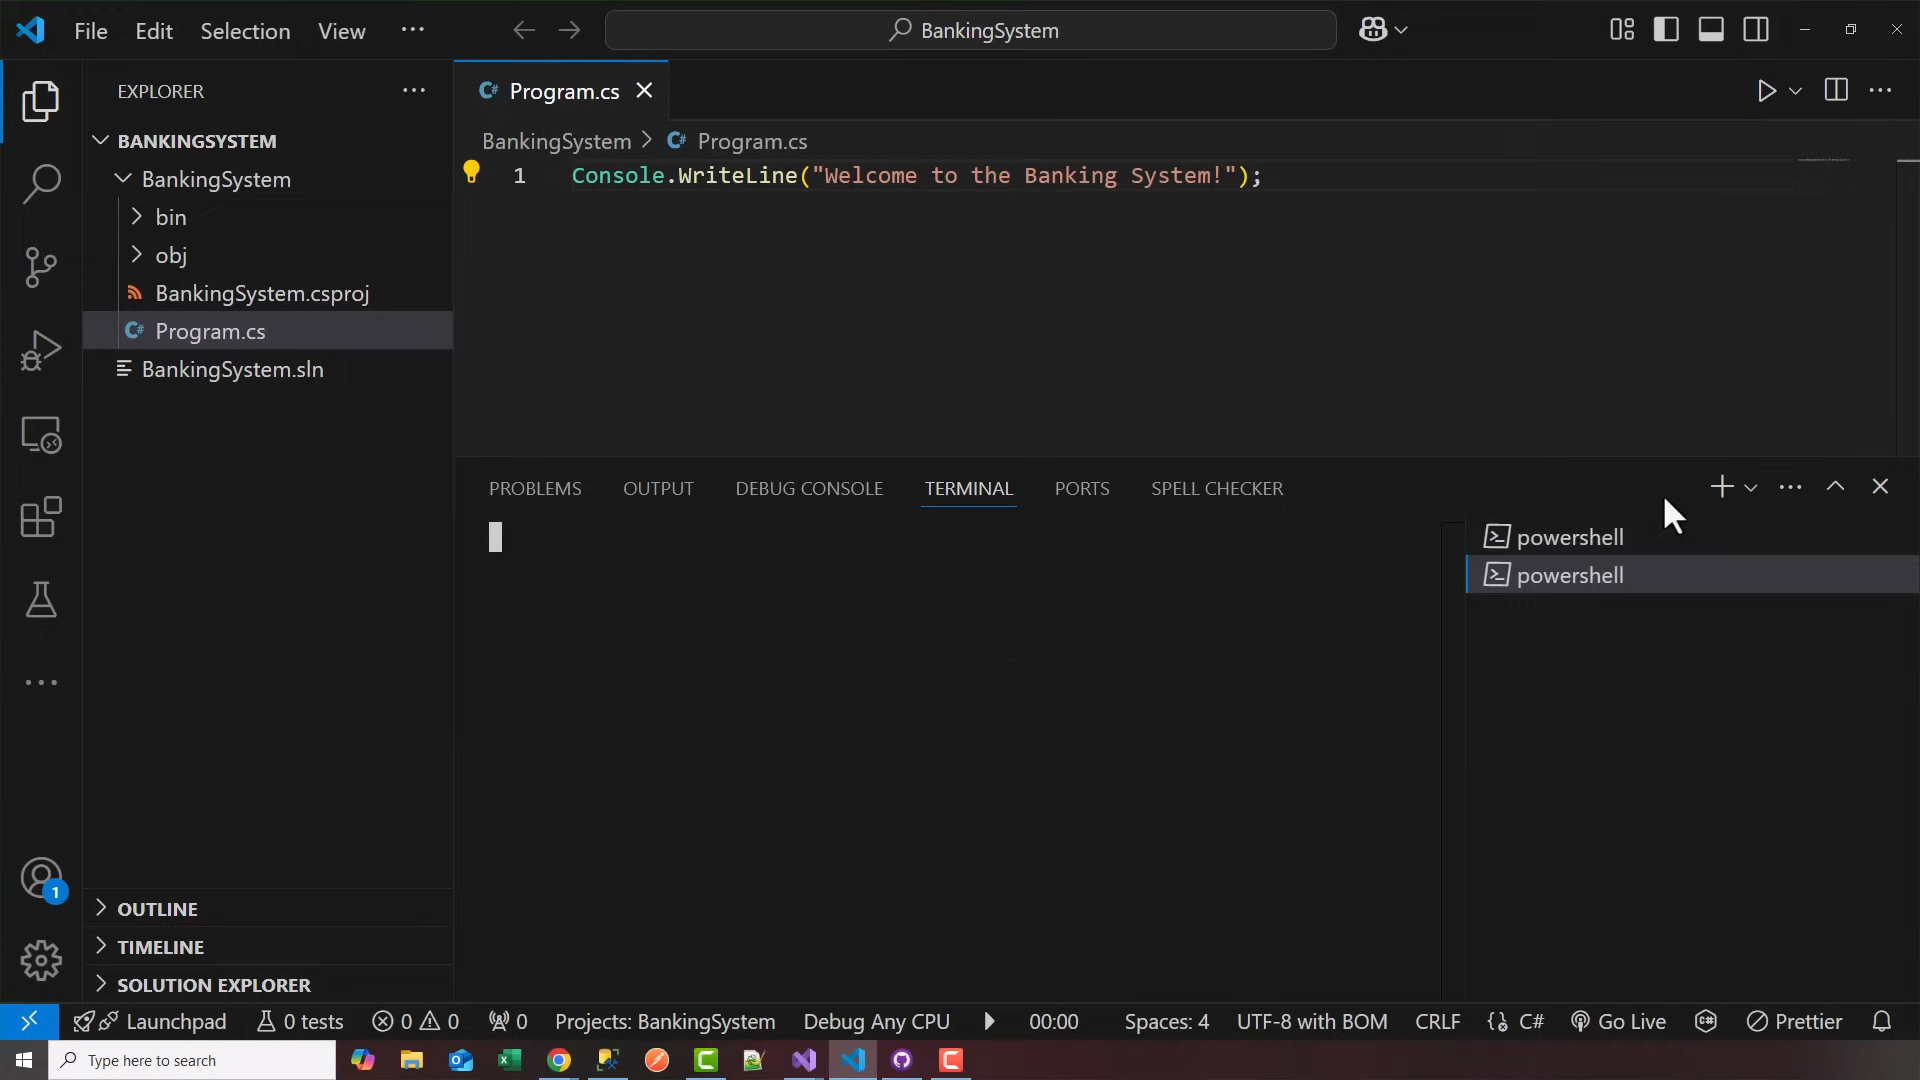 File Edit Selection View ...
BankingSystem
EXPLORER ...
BANKINGSYSTEM
BankingSystem
bin
obj
BankingSystem.csproj
Program.cs
BankingSystem.sln
OUTLINE
TIMELINE
SOLUTION EXPLORER
1
C# Program.cs
BankingSystem > C# Program.cs
1 Console.WriteLine("Welcome to the Banking System!");
PROBLEMS OUTPUT DEBUG CONSOLE TERMINAL PORTS SPELL CHECKER
powershell
powershell
Launchpad 0 tests 0 0 0 Projects: BankingSystem Debug Any CPU 00:00 Spaces: 4 UTF-8 with BOM CRLF {} C# Go Live Prettier
Type here to search